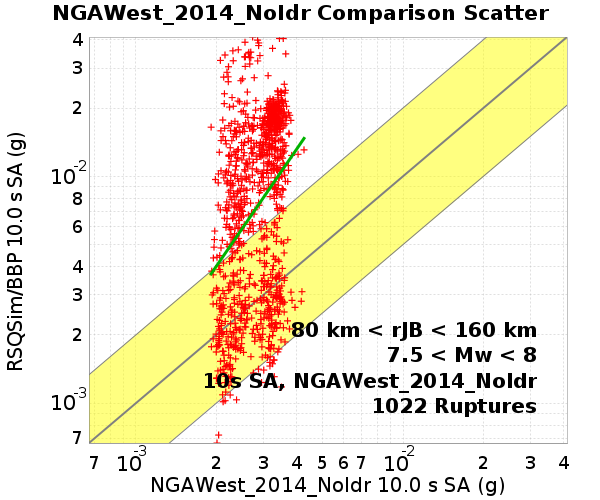 NGAWest_2014_NoIdr Comparison Scatter
RSQSim/BBP 10.0 s SA (g)
4
3
2
10-2
8
6
4
3
2
10-3
7
80 km < rJB < 160 km
7.5 < Mw < 8
10s SA, NGAWest_2014_NoIdr
1022 Ruptures
7 10-3 2 3 4 5 6 7 10-2 2 3 4
NGAWest_2014_NoIdr 10.0 s SA (g)